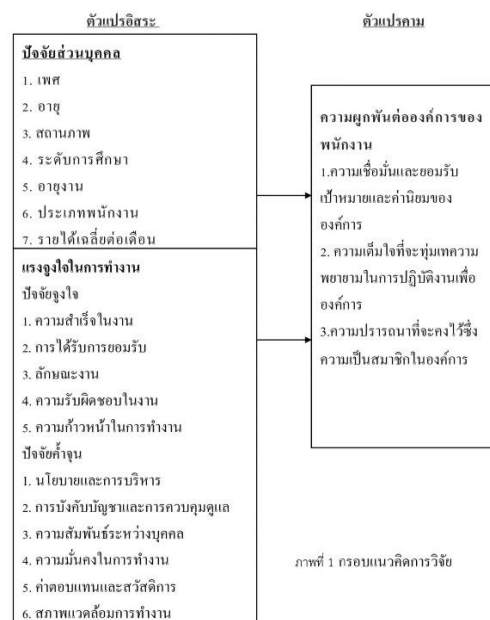 ตัวแปรอิสระ
ปัจจัยส่วนบุคคล
1. เพศ
2. อายุ
3. สถานภาพ
4. ระดับการศึกษา
5. อายุงาน
6. ประเภทพนักงาน
7. รายได้เฉลี่ยต่อเดือน
แรงจูงใจในการทำงาน
ปัจจัยจูงใจ
1. ความสำเร็จในงาน
2. การได้รับการยอมรับ
3. ลักษณะงาน
4. ความรับผิดชอบในงาน
5. ความก้าวหน้าในการทำงาน
ปัจจัยค้ำจุน
1. นโยบายและการบริหาร
2. การบังคับบัญชาและการควบคุมดูแล
3. ความสัมพันธ์ระหว่างบุคคล
4. ความมั่นคงในการทำงาน
5. ค่าตอบแทนและสวัสดิการ
6. สภาพแวดล้อมการทำงาน
ตัวแปรตาม
ความผูกพันต่อองค์การของ
พนักงาน
1.ความเชื่อมั่นและยอมรับ
เป้าหมายและค่านิยมของ
องค์การ
2. ความเต็มใจที่จะทุ่มเทความ
พยายามในการปฏิบัติงานเพื่อ
องค์การ
3.ความปรารถนาที่จะคงไว้ซึ่ง
ความเป็นสมาชิกในองค์การ
ภาพที่ 1 กรอบแนวคิดการวิจัย